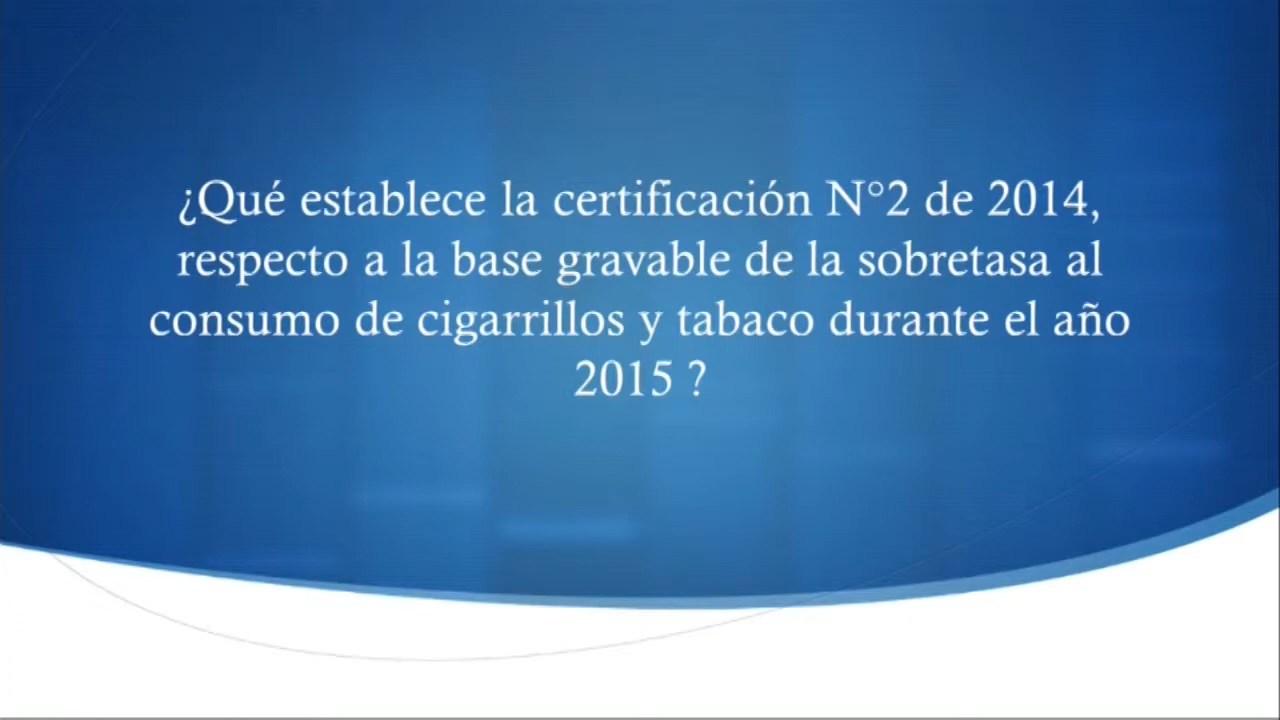 ¿Qué establece la certificación N°2 de 2014,
respecto a la base gravable de la sobretasa al
consumo de cigarrillos y tabaco durante el año
2015 ?